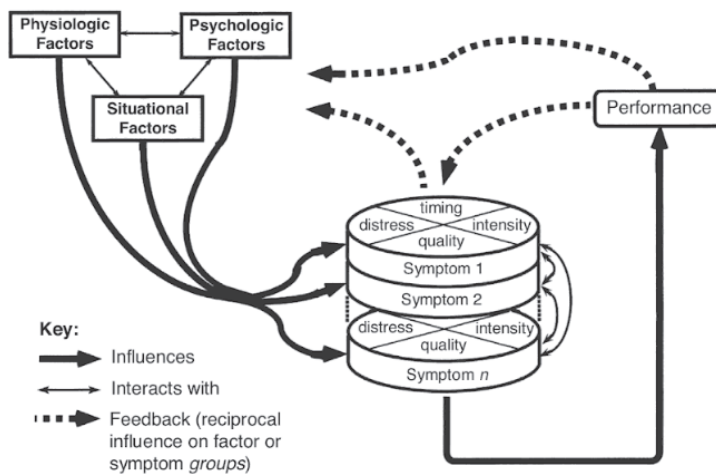 Physiologic
Factors
Psychologic
Factors
Situational
Factors
Performance
timing
distress
intensity
quality
Symptom 1
Symptom 2
distress
intensity
quality
Symptom n
Key:
Influences
Interacts with
Feedback (reciprocal
influence on factor or
symptom groups)